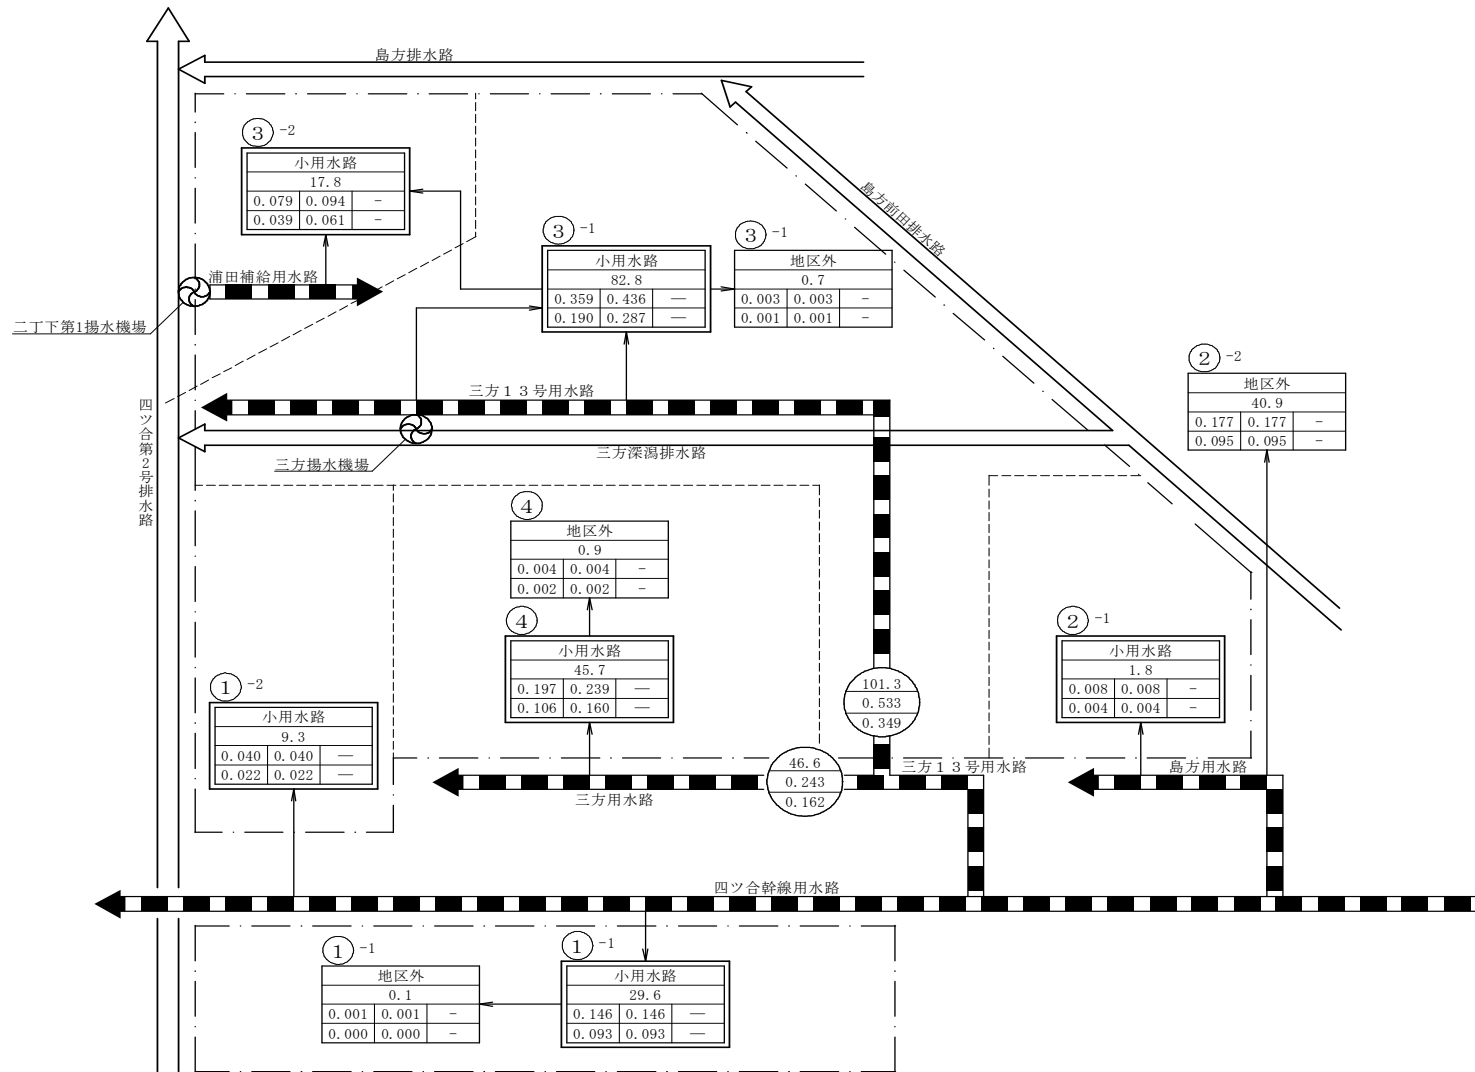 島方排水路
③ -2
小用水路
17.8
0.079 0.094 -
0.039 0.061 -
島方前田排水路
③ -1
小用水路
82.8
0.359 0.436 —
0.190 0.287 —
③ -1
地区外
0.7
0.003 0.003 -
0.001 0.001 -
浦田補給用水路
二丁下第1揚水機場
② -2
地区外
40.9
0.177 0.177 -
0.095 0.095 -
三方13号用水路
四ツ合第2号排水路
三方深潟排水路
三方揚水機場
④
地区外
0.9
0.004 0.004 -
0.002 0.002 -
④
小用水路
45.7
0.197 0.239 —
0.106 0.160 —
② -1
小用水路
1.8
0.008 0.008 -
0.004 0.004 -
① -2
小用水路
9.3
0.040 0.040 —
0.022 0.022 —
101.3
0.533
0.349
46.6
0.243
0.162
三方13号用水路
島方用水路
三方用水路
四ツ合幹線用水路
① -1
地区外
0.1
0.001 0.001 -
0.000 0.000 -
① -1
小用水路
29.6
0.146 0.146 —
0.093 0.093 —